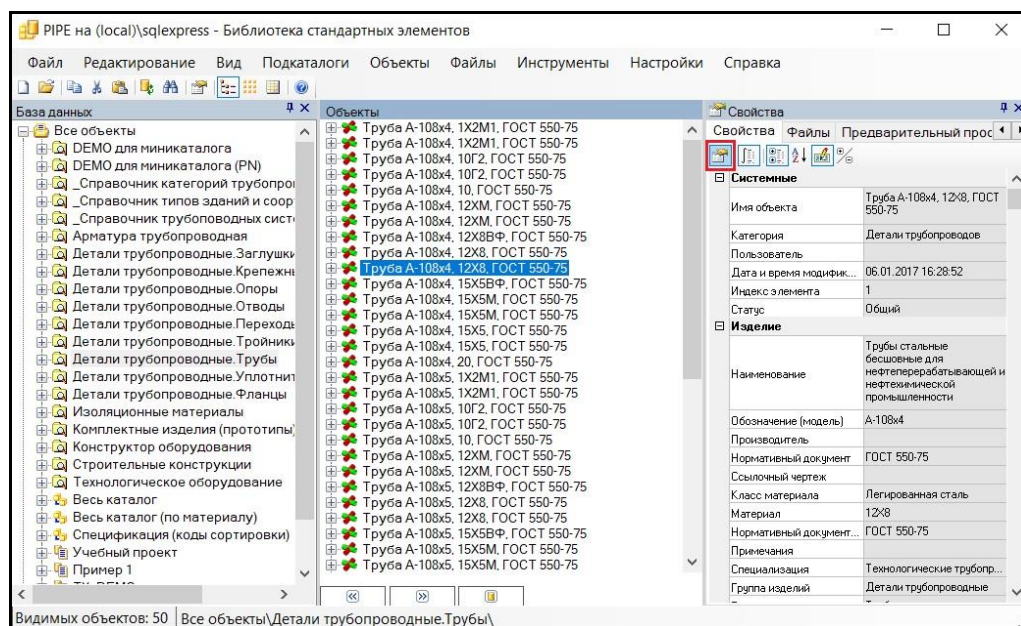 PIPE на (local)\sqlexpress - Библиотека стандартных элементов
Файл Редактирование Вид Подкаталоги Объекты Файлы Инструменты Настройки Справка
База данных
Все объекты
DEMO для миникаталога
DEMO для миникаталога (PN)
_Справочник категорий трубопро
_Справочник типов зданий и соор
_Справочник трубоповодных сист
Арматура трубопроводная
Детали трубопроводные.Заглушки
Детали трубопроводные.Крепежн
Детали трубопроводные.Опоры
Детали трубопроводные.Отводы
Детали трубопроводные.Переходь
Детали трубопроводные.Тройники
Детали трубопроводные.Трубы
Детали трубопроводные.Уплотнит
Детали трубопроводные.Фланцы
Изоляционные материалы
Комплектные изделия (прототипы)
Конструктор оборудования
Строительные конструкции
Технологическое оборудование
Весь каталог
Весь каталог (по материалу)
Спецификация (коды сортировки)
Учебный проект
Пример 1
Объекты
Труба А-108х4, 1Х2М1, ГОСТ 550-75
Труба А-108х4, 1Х2М1, ГОСТ 550-75
Труба А-108х4, 10Г2, ГОСТ 550-75
Труба А-108х4, 10Г2, ГОСТ 550-75
Труба А-108х4, 10, ГОСТ 550-75
Труба А-108х4, 12ХМ, ГОСТ 550-75
Труба А-108х4, 12ХМ, ГОСТ 550-75
Труба А-108х4, 12Х8ВФ, ГОСТ 550-75
Труба А-108х4, 12Х8, ГОСТ 550-75
Труба А-108х4, 12Х8, ГОСТ 550-75
Труба А-108х4, 15Х5ВФ, ГОСТ 550-75
Труба А-108х4, 15Х5М, ГОСТ 550-75
Труба А-108х4, 15Х5М, ГОСТ 550-75
Труба А-108х4, 15Х5, ГОСТ 550-75
Труба А-108х4, 15Х5, ГОСТ 550-75
Труба А-108х4, 20, ГОСТ 550-75
Труба А-108х5, 1Х2М1, ГОСТ 550-75
Труба А-108х5, 1Х2М1, ГОСТ 550-75
Труба А-108х5, 10Г2, ГОСТ 550-75
Труба А-108х5, 10Г2, ГОСТ 550-75
Труба А-108х5, 10, ГОСТ 550-75
Труба А-108х5, 12ХМ, ГОСТ 550-75
Труба А-108х5, 12ХМ, ГОСТ 550-75
Труба А-108х5, 12Х8ВФ, ГОСТ 550-75
Труба А-108х5, 12Х8, ГОСТ 550-75
Труба А-108х5, 12Х8, ГОСТ 550-75
Труба А-108х5, 15Х5ВФ, ГОСТ 550-75
Труба А-108х5, 15Х5М, ГОСТ 550-75
Труба А-108х5, 15Х5М, ГОСТ 550-75
Свойства
Свойства Файлы Предварительный прос
Системные
Имя объекта Труба А-108х4, 12Х8, ГОСТ
550-75
Категория Детали трубопроводов
Пользователь
Дата и время модифик... 06.01.2017 16:28:52
Индекс элемента 1
Статус Общий
Изделие
Наименование Трубы стальные
бесшовные для
нефтеперерабатывающей и
нефтехимической
промышленности
Обозначение (модель) А-108х4
Производитель
Нормативный документ ГОСТ 550-75
Ссылочный чертеж
Класс материала Легированная сталь
Материал 12Х8
Нормативный документ... ГОСТ 550-75
Примечания
Специализация Технологические трубопр...
Группа изделий Детали трубопроводные
Видимых объектов: 50 Все объекты\Детали трубопроводные.Трубы\